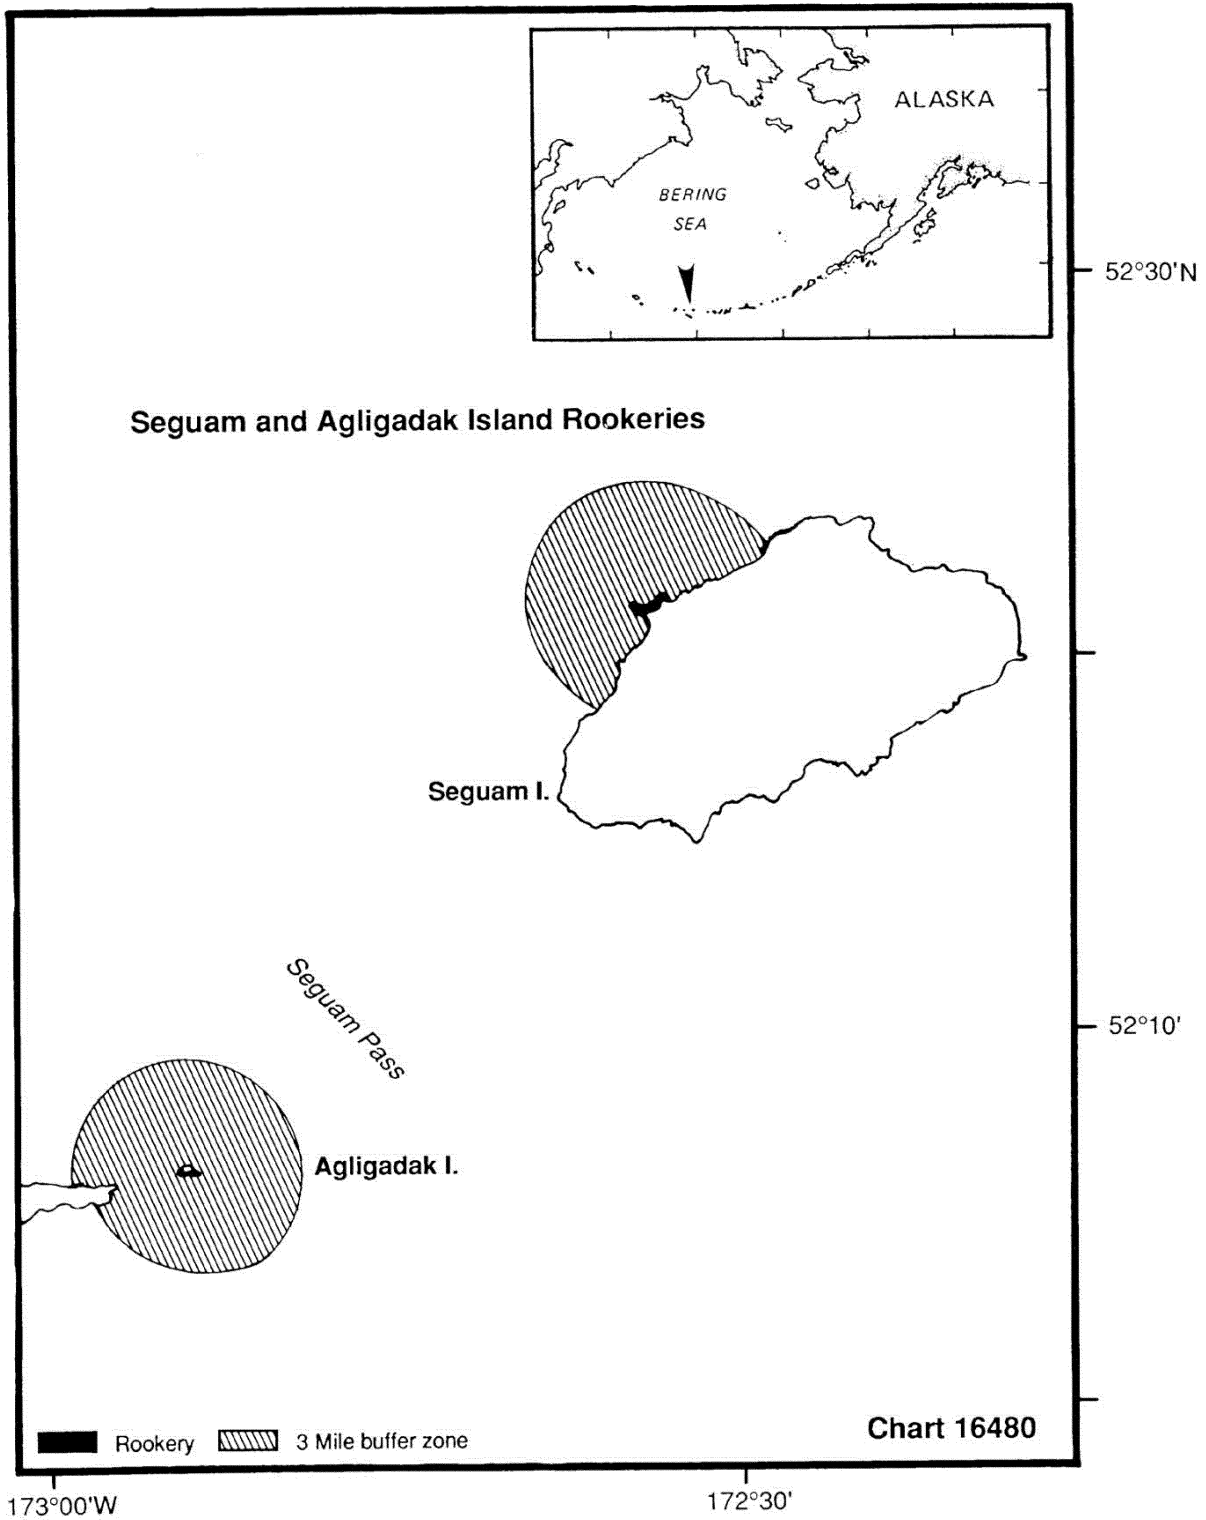 ALASKA
BERING
SEA
52°30'N
Seguam and Agligadak Island Rookeries
Seguam I.
Seguam Pass
52°10'
Agligadak I.
Chart 16480
Rookery
3 Mile buffer zone
173°00'W
172°30'